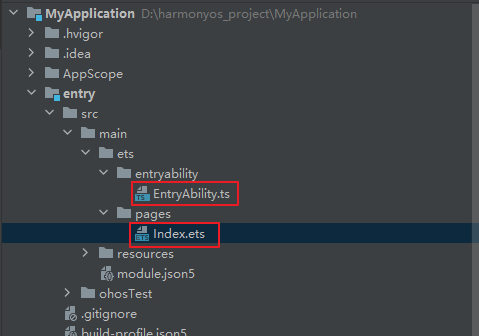 MyApplication D:\harmonyos_project\MyApplication
.hvigor
.idea
AppScope
entry
src
main
ets
entryability
TS EntryAbility.ts
pages
ETS Index.ets
resources
module.json5
ohosTest
.gitignore
build-profile.json5